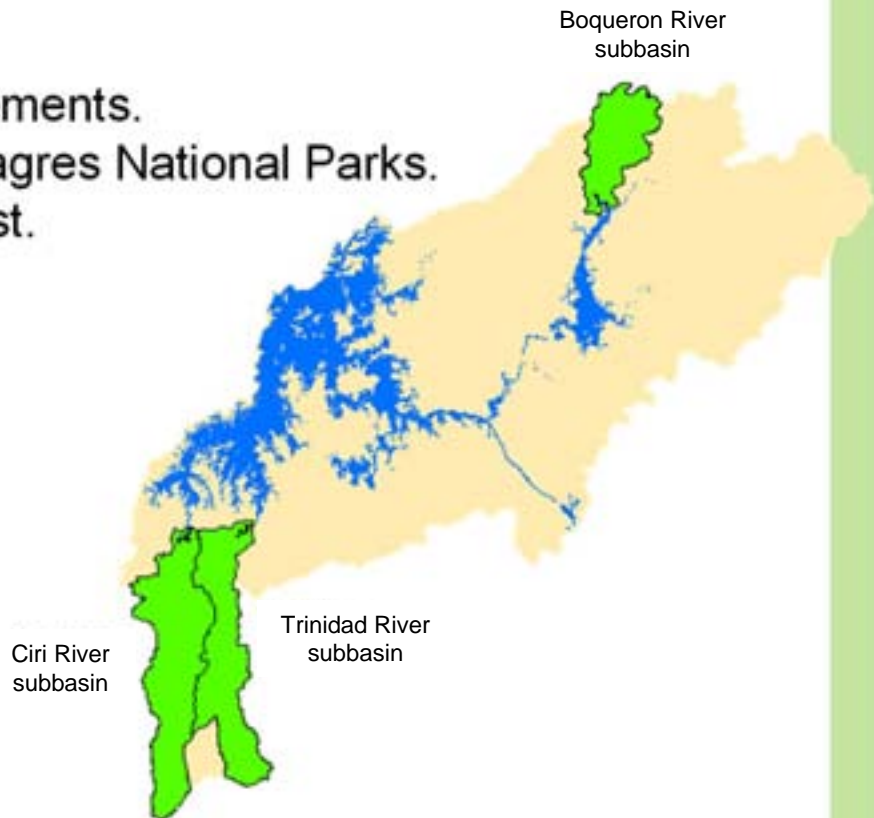 Boqueron River
subbasin
ments.
agres National Parks.
st.
Trinidad River
subbasin
Ciri River
subbasin